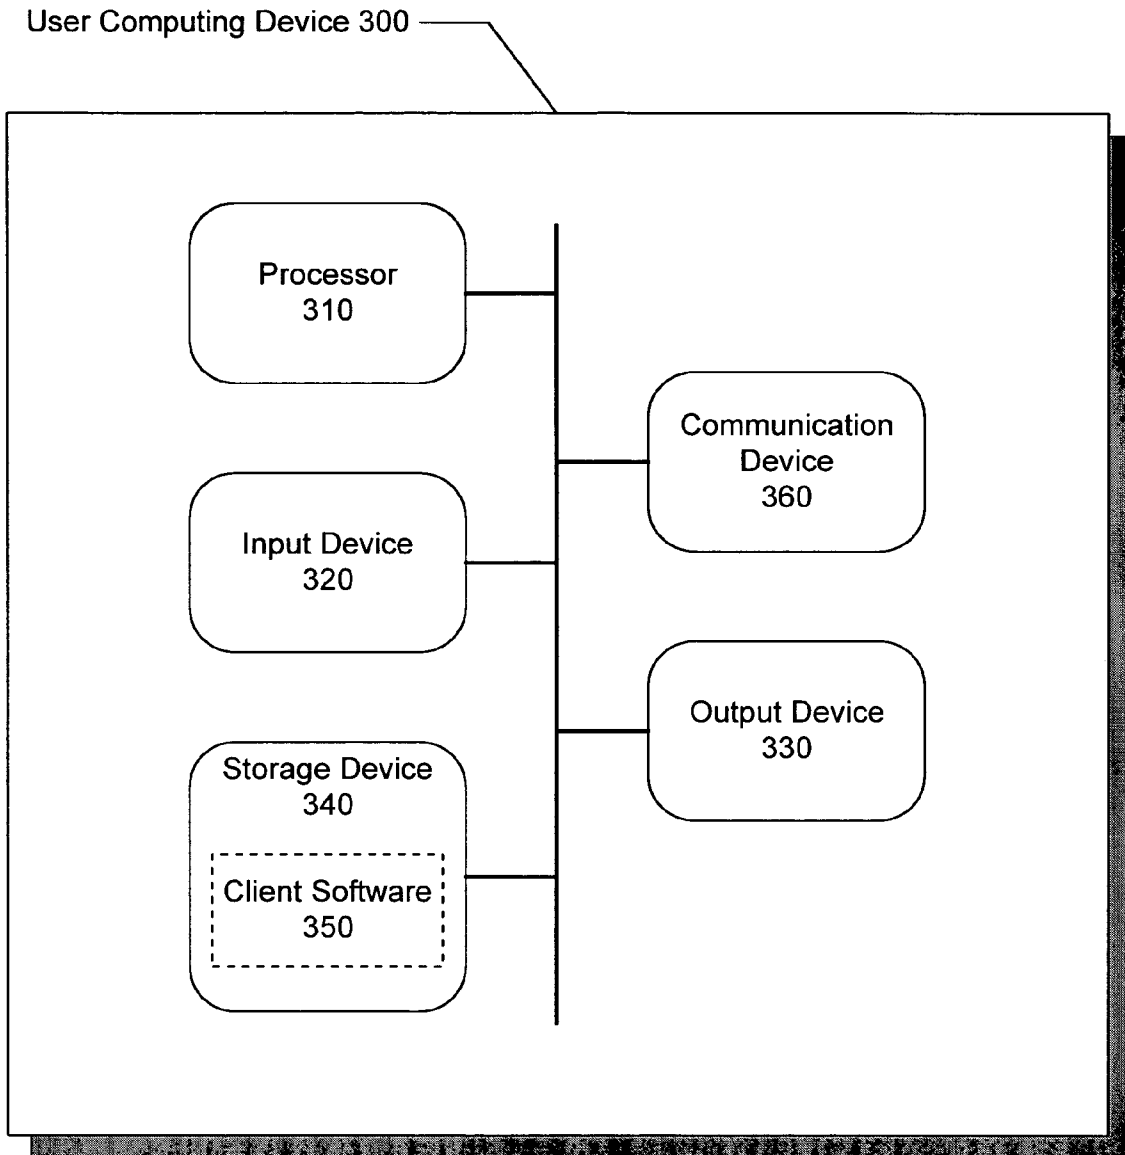 User Computing Device 300
Processor
310
Communication
Device
360
Input Device
320
Output Device
330
Storage Device
340
Client Software
350